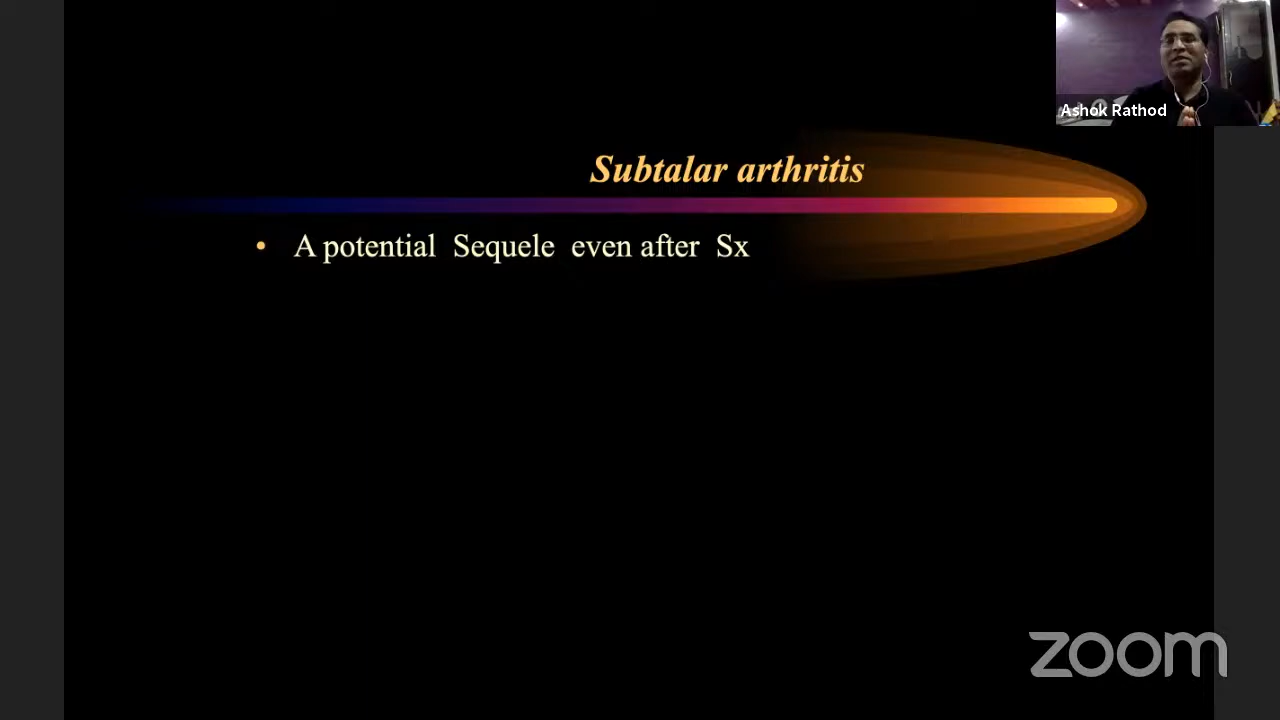 Ashok Rathod
Subtalar arthritis
• A potential Sequele even after Sx
zoom